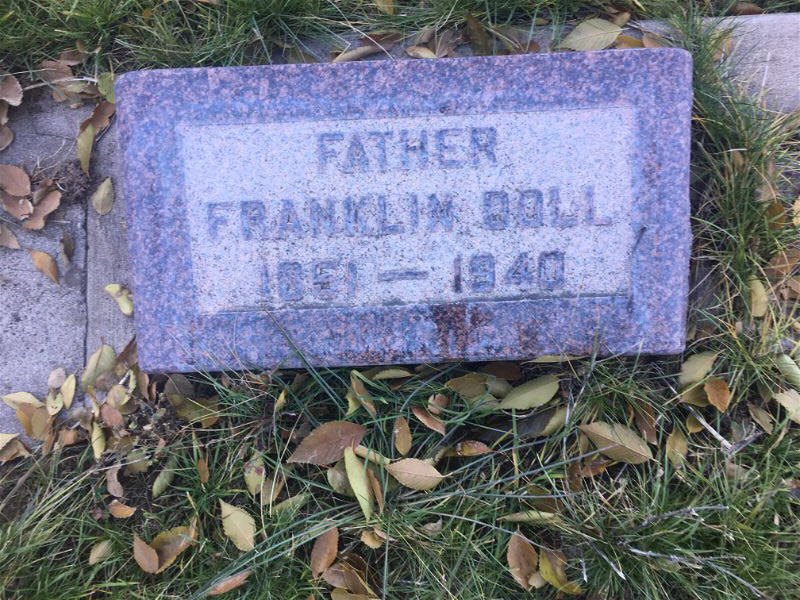 FATHER
FRANKLIN DOLL
1851 — 1940